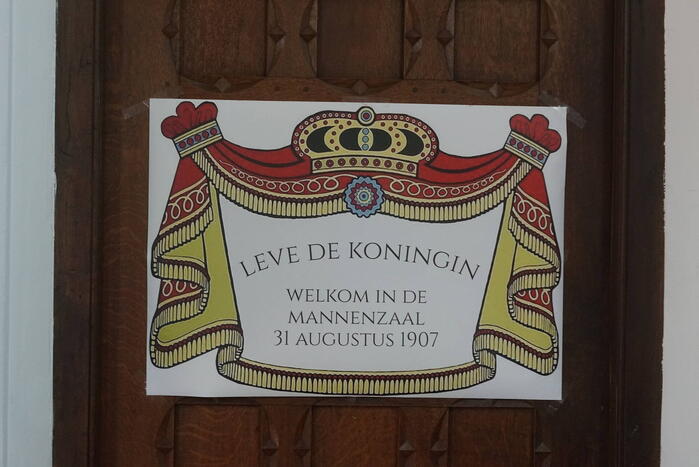 LEVE DE KONINGIN
WELKOM IN DE
MANNENZAAL
31 AUGUSTUS 1907